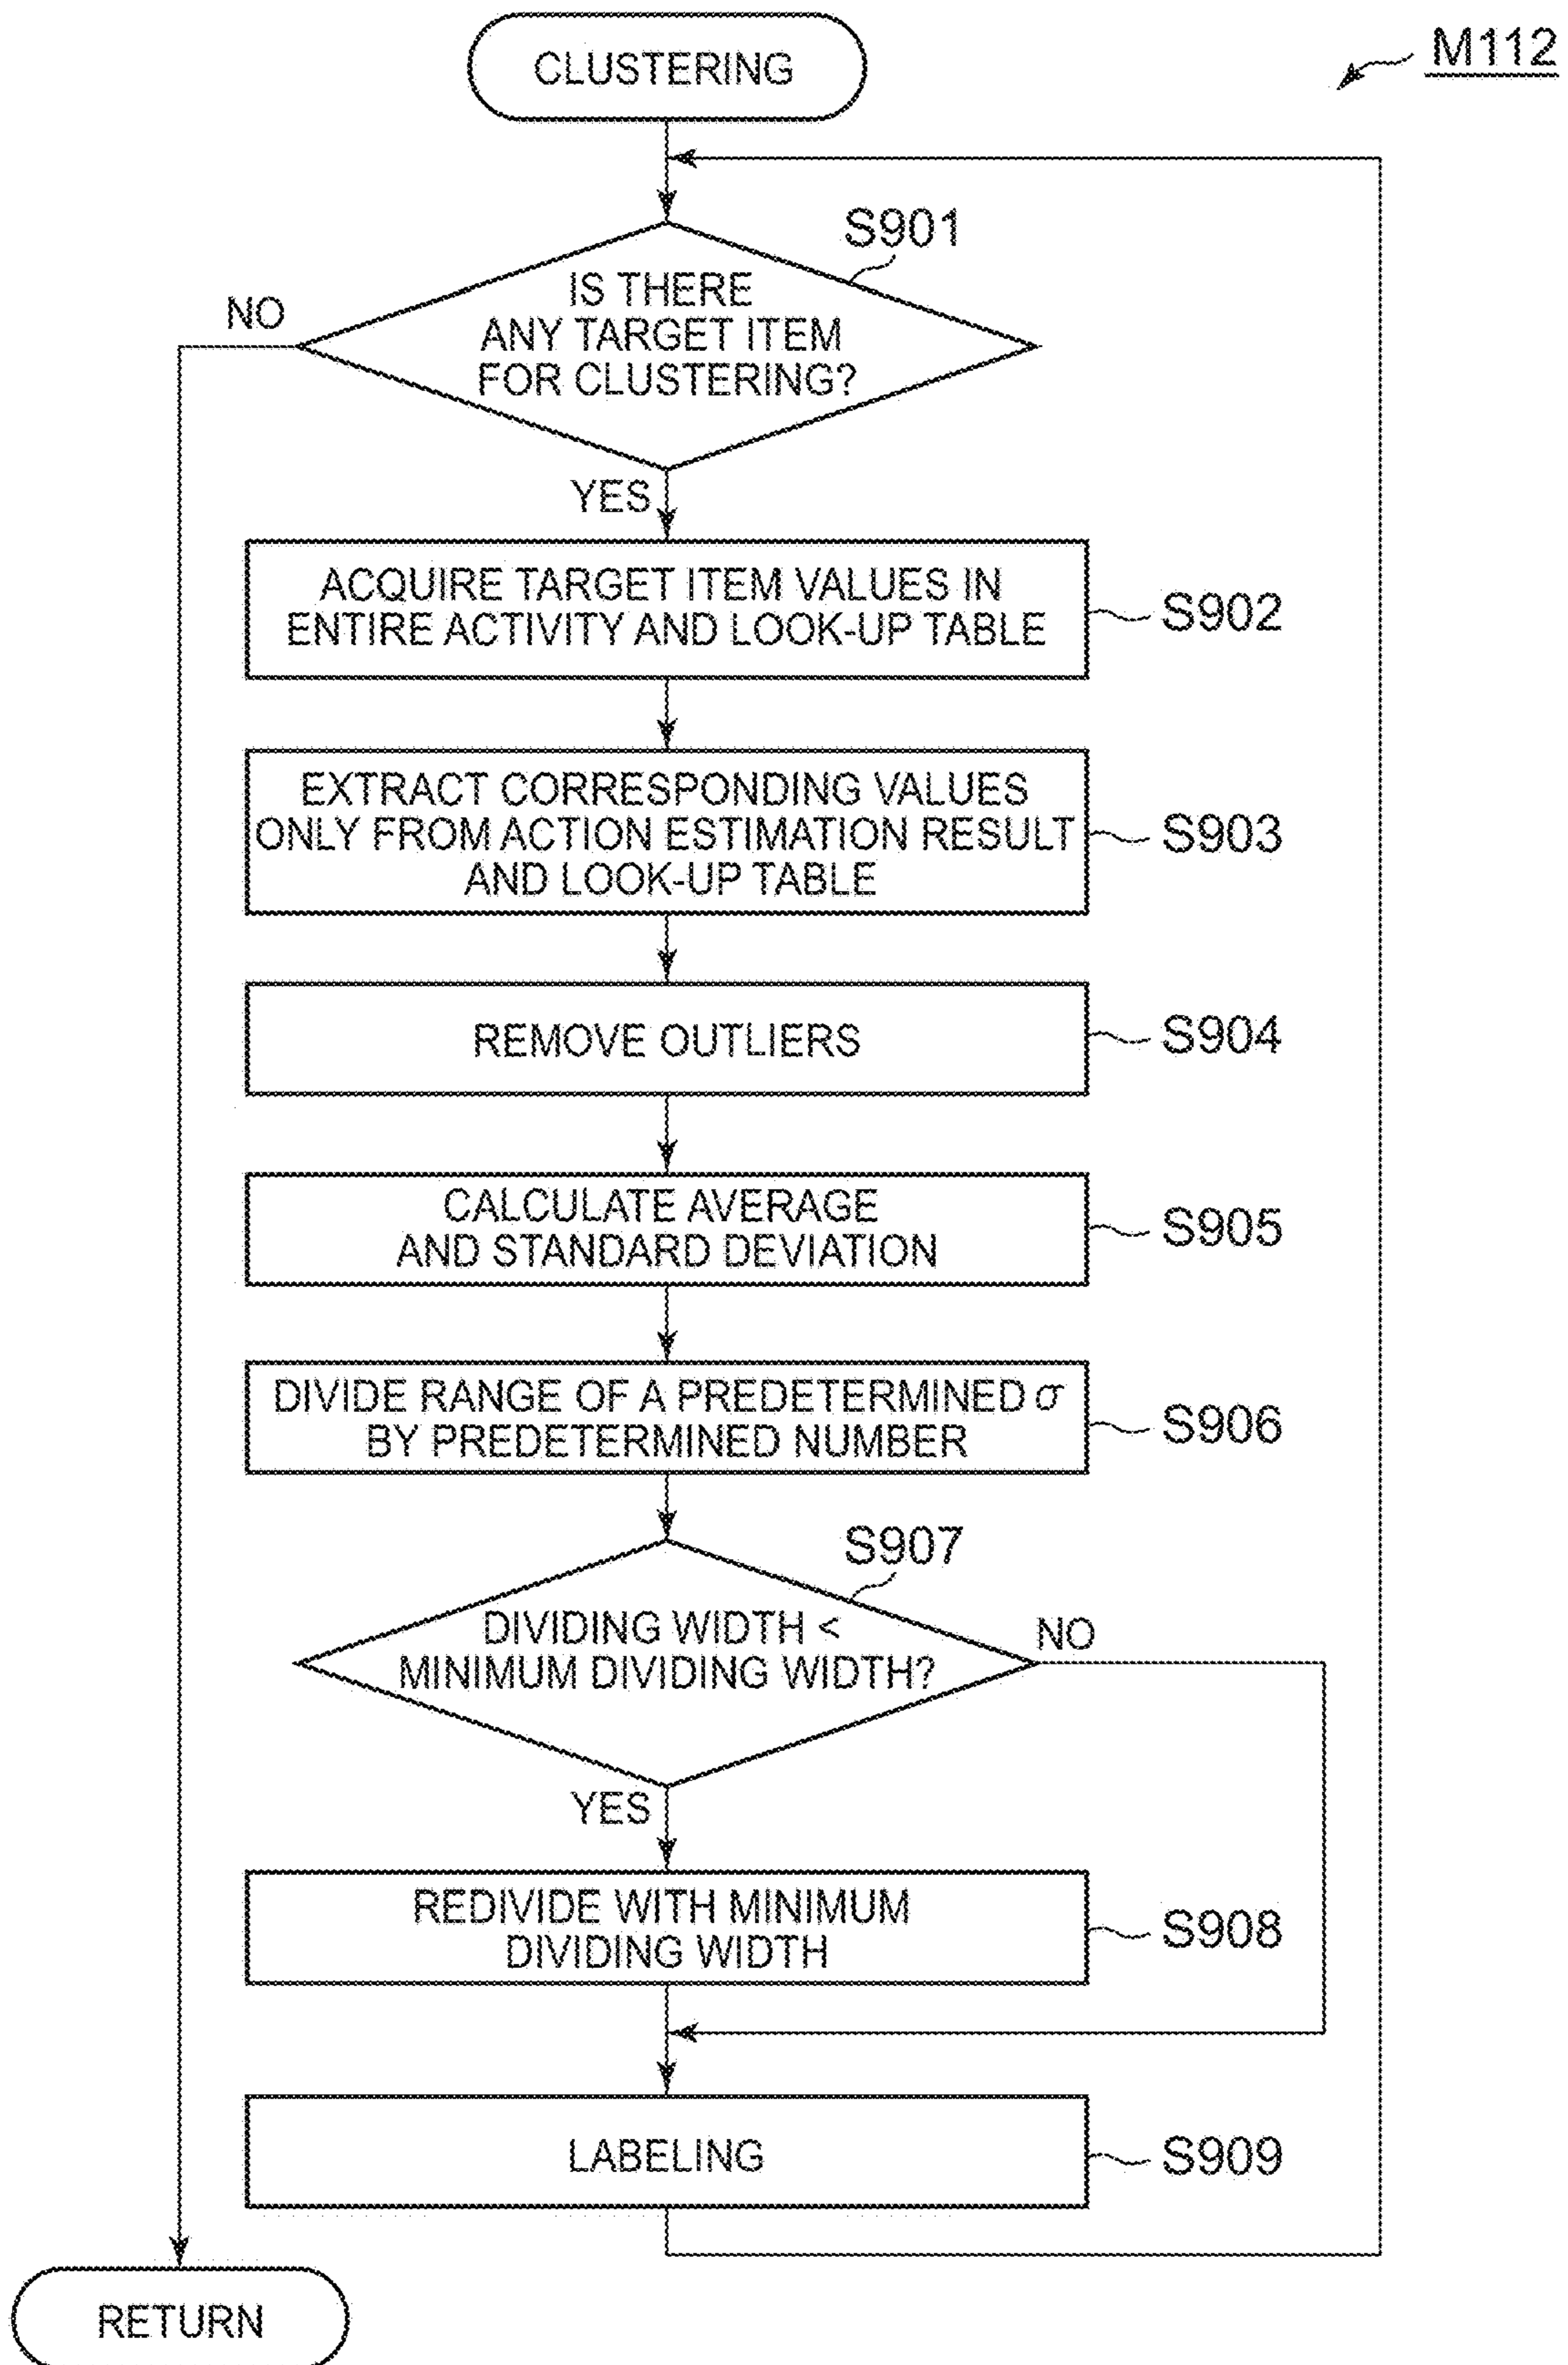 CLUSTERING
M112
S901
IS THERE
ANY TARGET ITEM
FOR CLUSTERING?
NO
YES
ACQUIRE TARGET ITEM VALUES IN
ENTIRE ACTIVITY AND LOOK-UP TABLE
S902
EXTRACT CORRESPONDING VALUES
ONLY FROM ACTION ESTIMATION RESULT
AND LOOK-UP TABLE
S903
REMOVE OUTLIERS
S904
CALCULATE AVERAGE
AND STANDARD DEVIATION
S905
DIVIDE RANGE OF A PREDETERMINED σ
BY PREDETERMINED NUMBER
S906
S907
DIVIDING WIDTH <
MINIMUM DIVIDING WIDTH?
NO
YES
REDIVIDE WITH MINIMUM
DIVIDING WIDTH
S908
LABELING
S909
RETURN